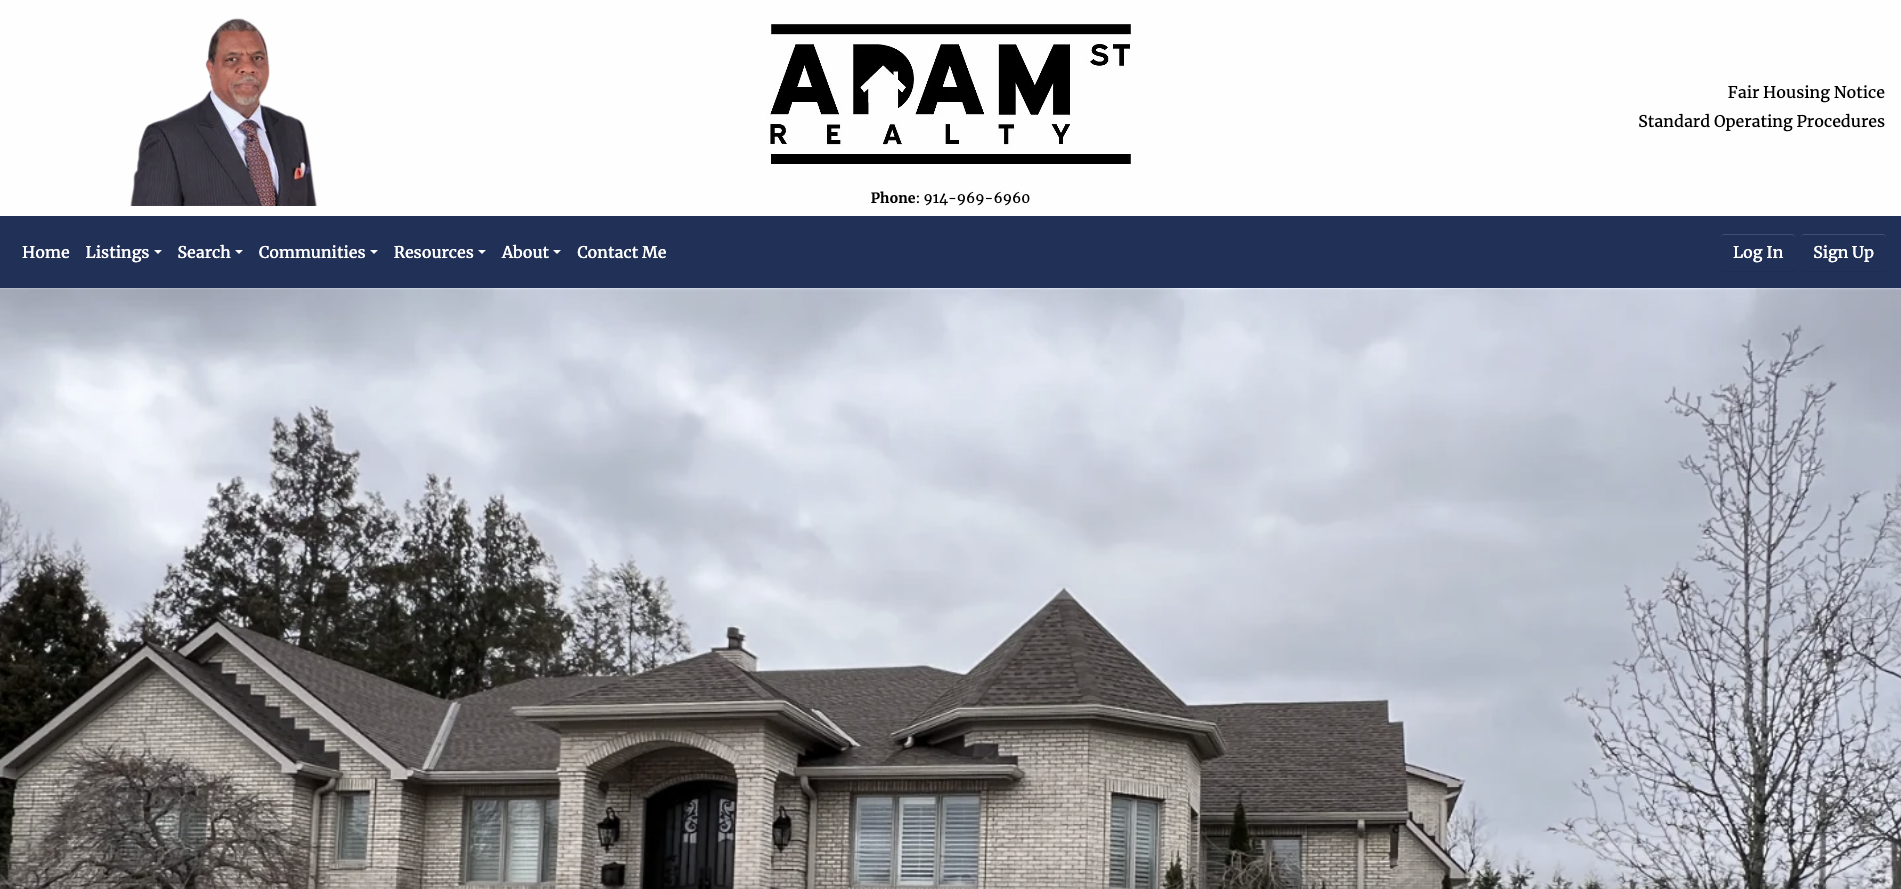 ADAM ST
REALTY
Phone: 914-969-6960
Fair Housing Notice
Standard Operating Procedures
Home Listings Search Communities Resources About Contact Me Log In Sign Up